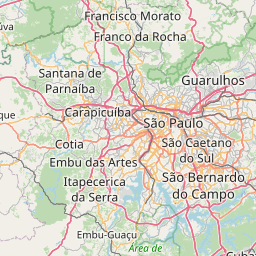 Francisco Morato
Franco da Rocha
Santana de
Parnaíba
Guarulhos
Carapicuíba
São Paulo
Cotia
São Caetano
do Sul
Embu das Artes
São Bernardo
do Campo
Itapecerica
da Serra
Embu-Guaçu
Área de